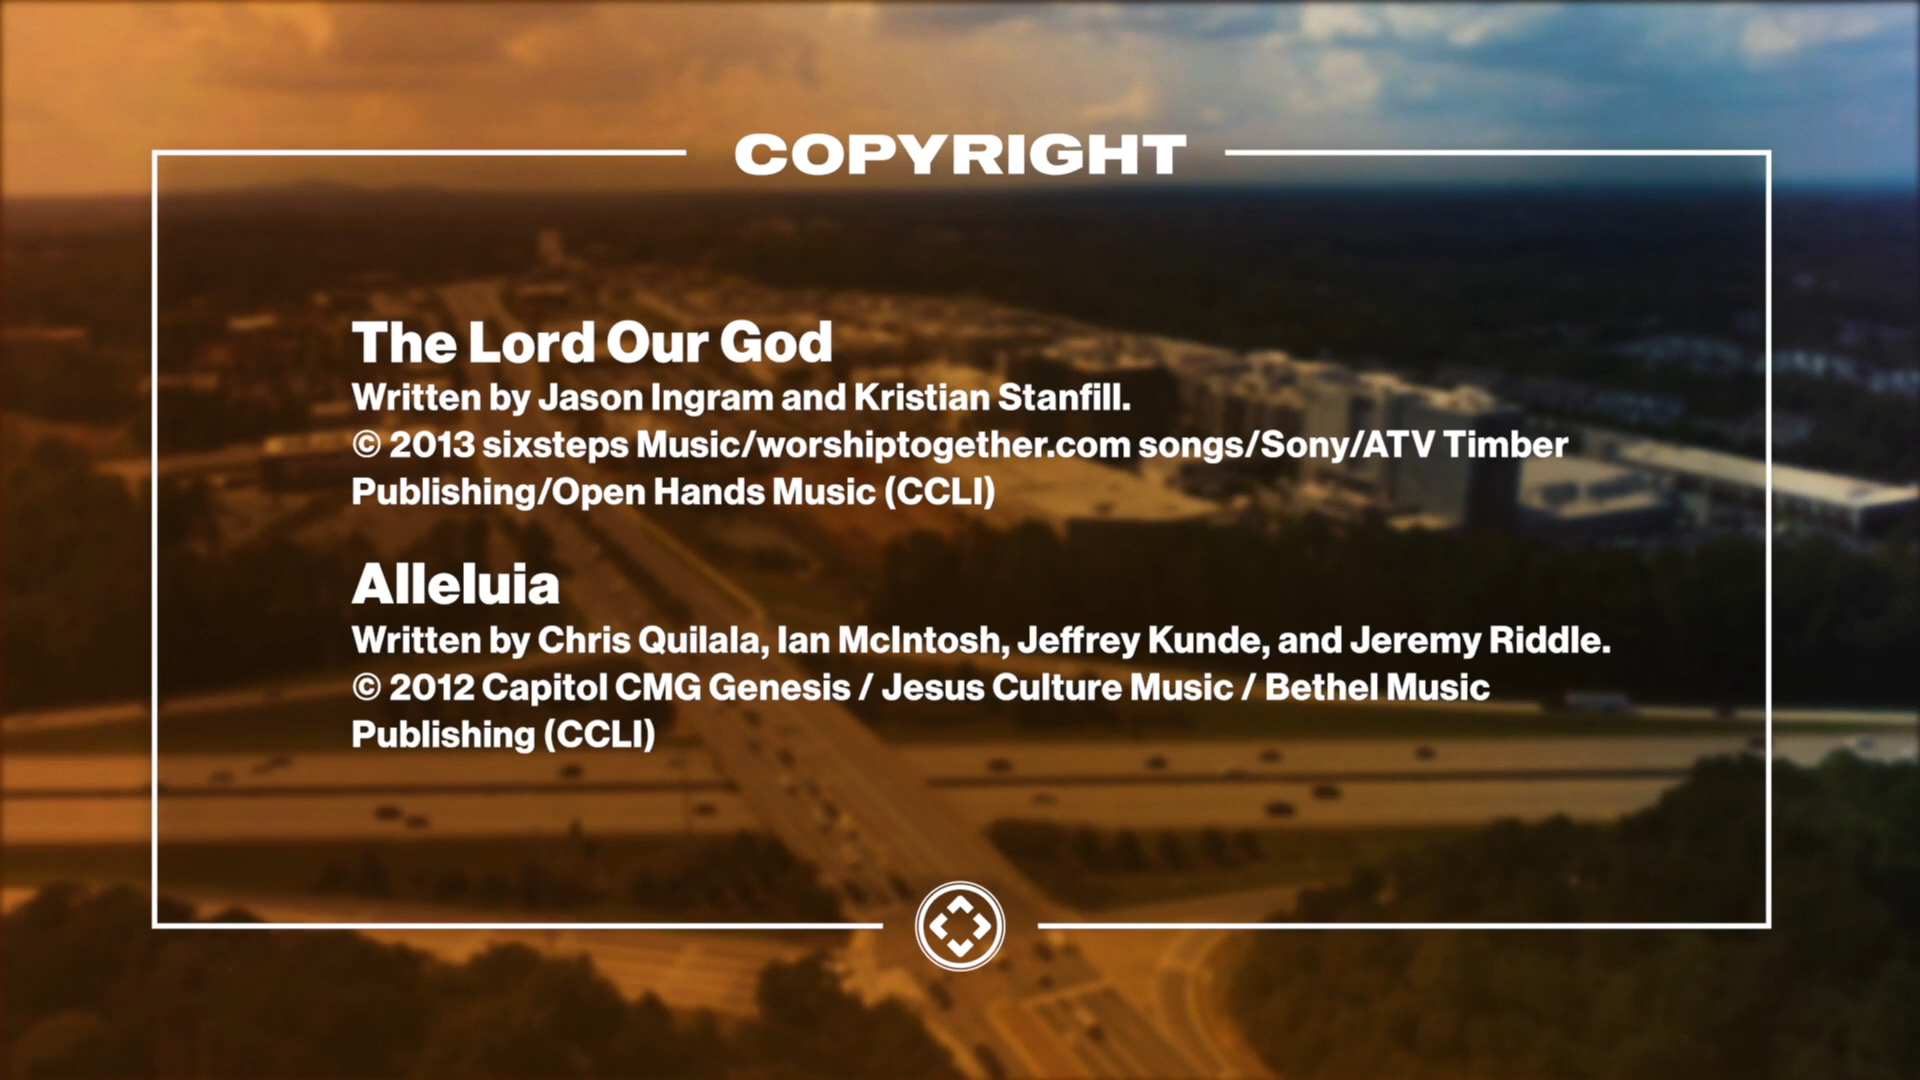 COPYRIGHT
The Lord Our God
Written by Jason Ingram and Kristian Stanfill.
© 2013 sixsteps Music/worshiptogether.com songs/Sony/ATV Timber
Publishing/Open Hands Music (CCLI)
Alleluia
Written by Chris Quilala, Ian McIntosh, Jeffrey Kunde, and Jeremy Riddle.
© 2012 Capitol CMG Genesis / Jesus Culture Music / Bethel Music
Publishing (CCLI)